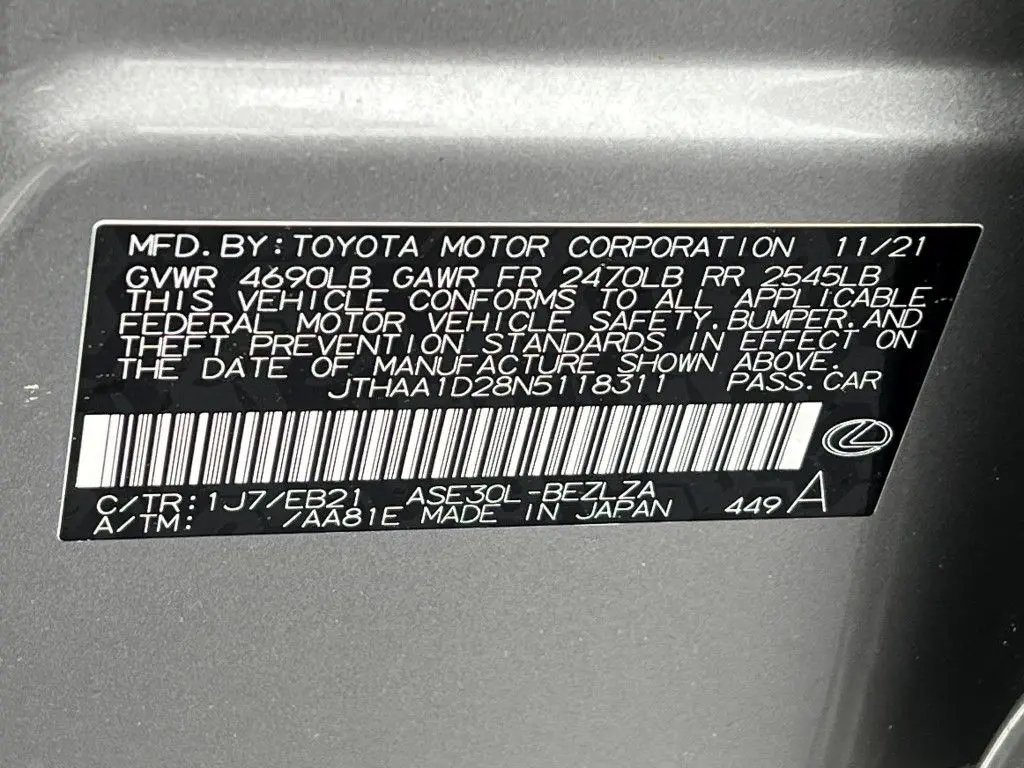 MFD. BY: TOYOTA MOTOR CORPORATION 11/21
GVWR 4690LB GAWR FR 2470LB RR 2545LB
THIS VEHICLE CONFORMS TO ALL APPLICABLE
FEDERAL MOTOR VEHICLE SAFETY, BUMPER, AND
THEFT PREVENTION STANDARDS IN EFFECT ON
THE DATE OF MANUFACTURE SHOWN ABOVE.
JTHAA1D28N5118311 PASS. CAR
C/TR: 1J7/EB21 ASE30L-BEZLZA
A/TM: /AA81E MADE IN JAPAN 449 A